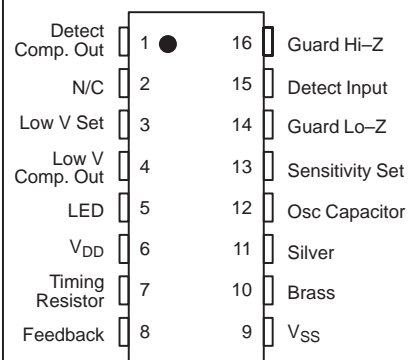 Detect
Comp. Out 1 16 Guard Hi–Z
N/C 2 15 Detect Input
Low V Set 3 14 Guard Lo–Z
Low V
Comp. Out 4 13 Sensitivity Set
LED 5 12 Osc Capacitor
VDD 6 11 Silver
Timing
Resistor 7 10 Brass
Feedback 8 9 VSS